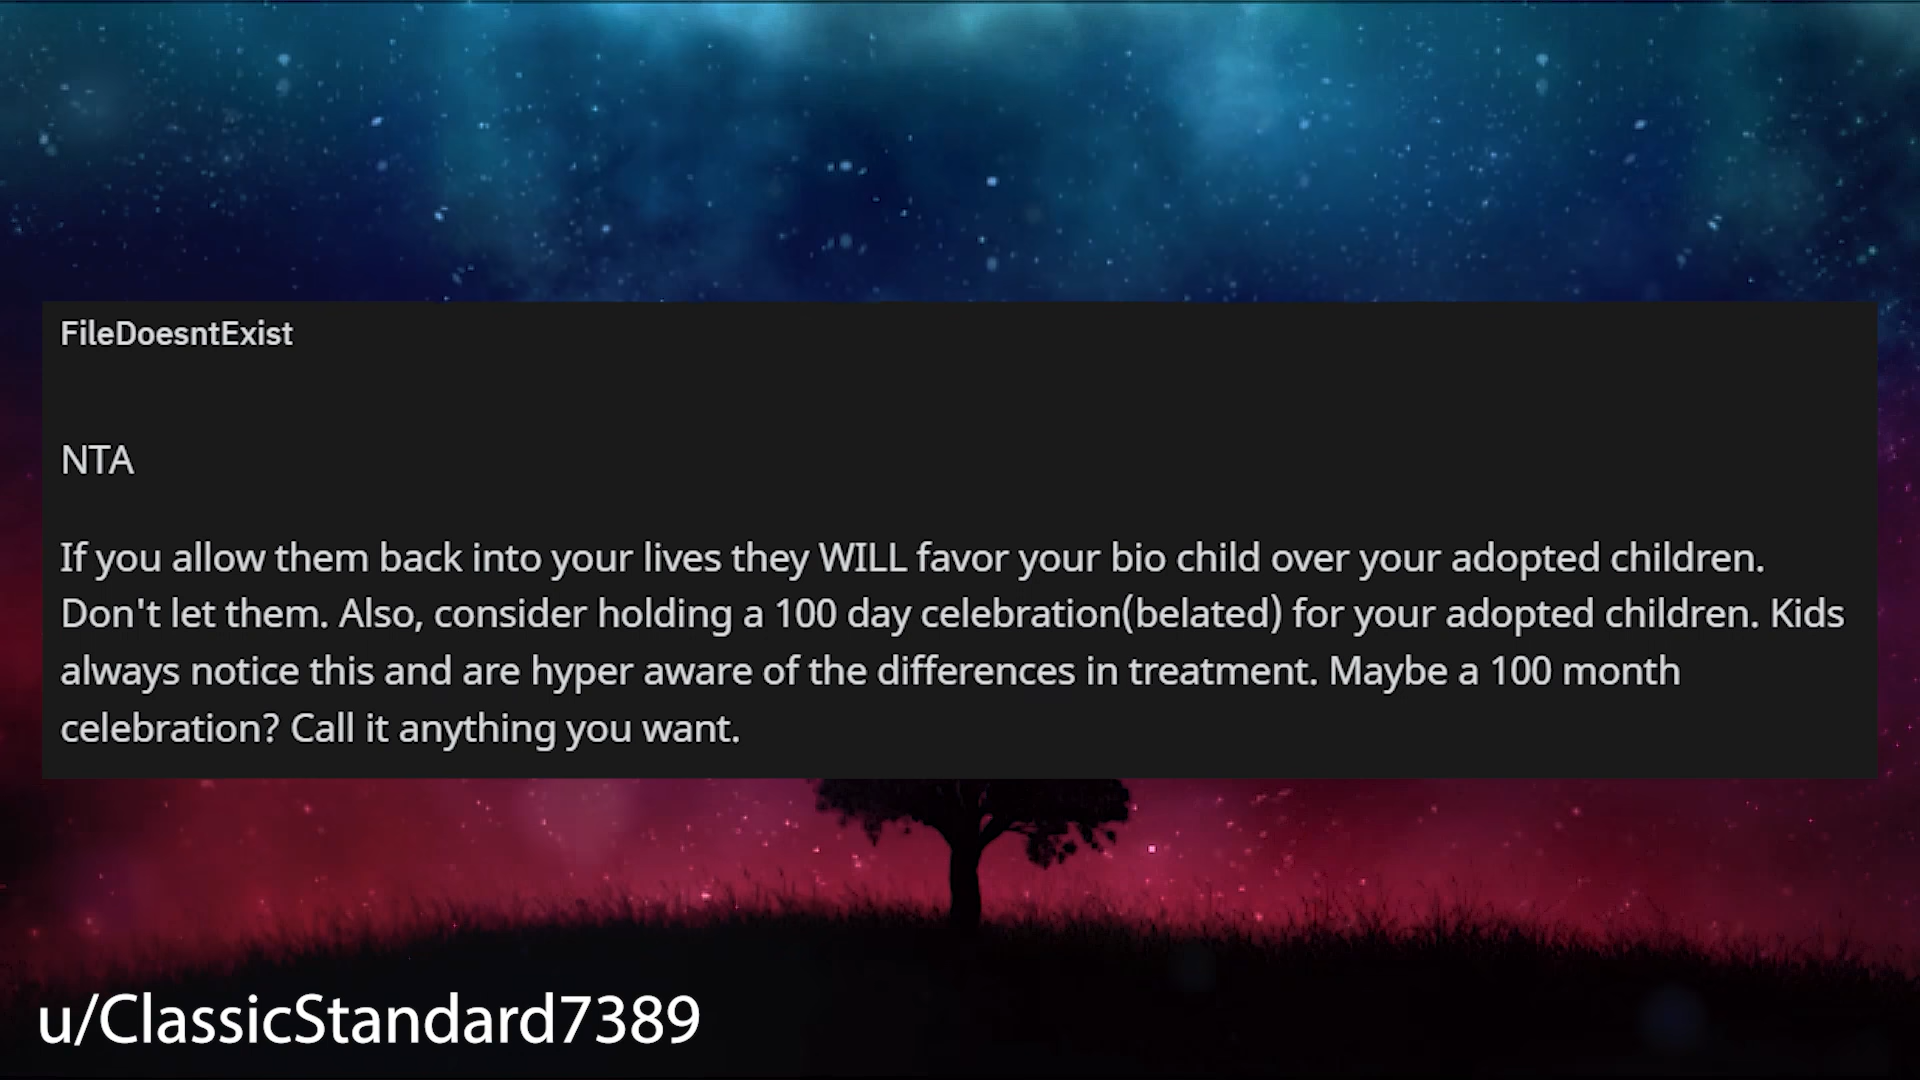 FileDoesntExist
NTA
If you allow them back into your lives they WILL favor your bio child over your adopted children.
Don't let them. Also, consider holding a 100 day celebration(belated) for your adopted children. Kids
always notice this and are hyper aware of the differences in treatment. Maybe a 100 month
celebration? Call it anything you want.
u/ClassicStandard7389